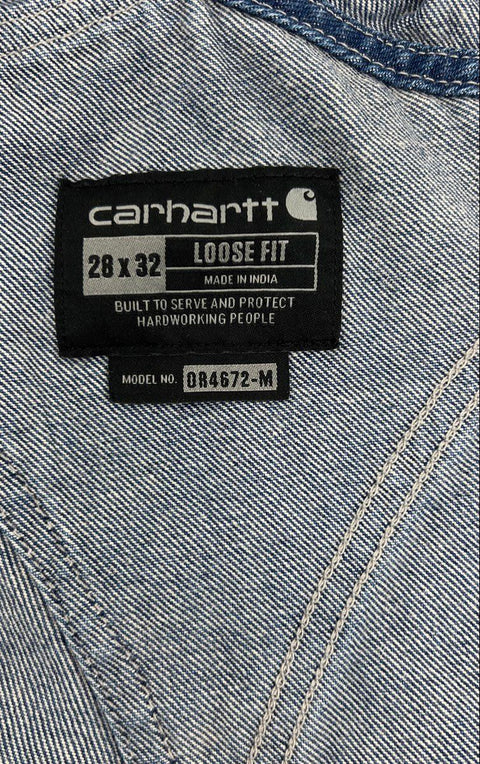 carhartt
28 x 32
LOOSE FIT
MADE IN INDIA
BUILT TO SERVE AND PROTECT
HARDWORKING PEOPLE
MODEL NO. OR4672-M